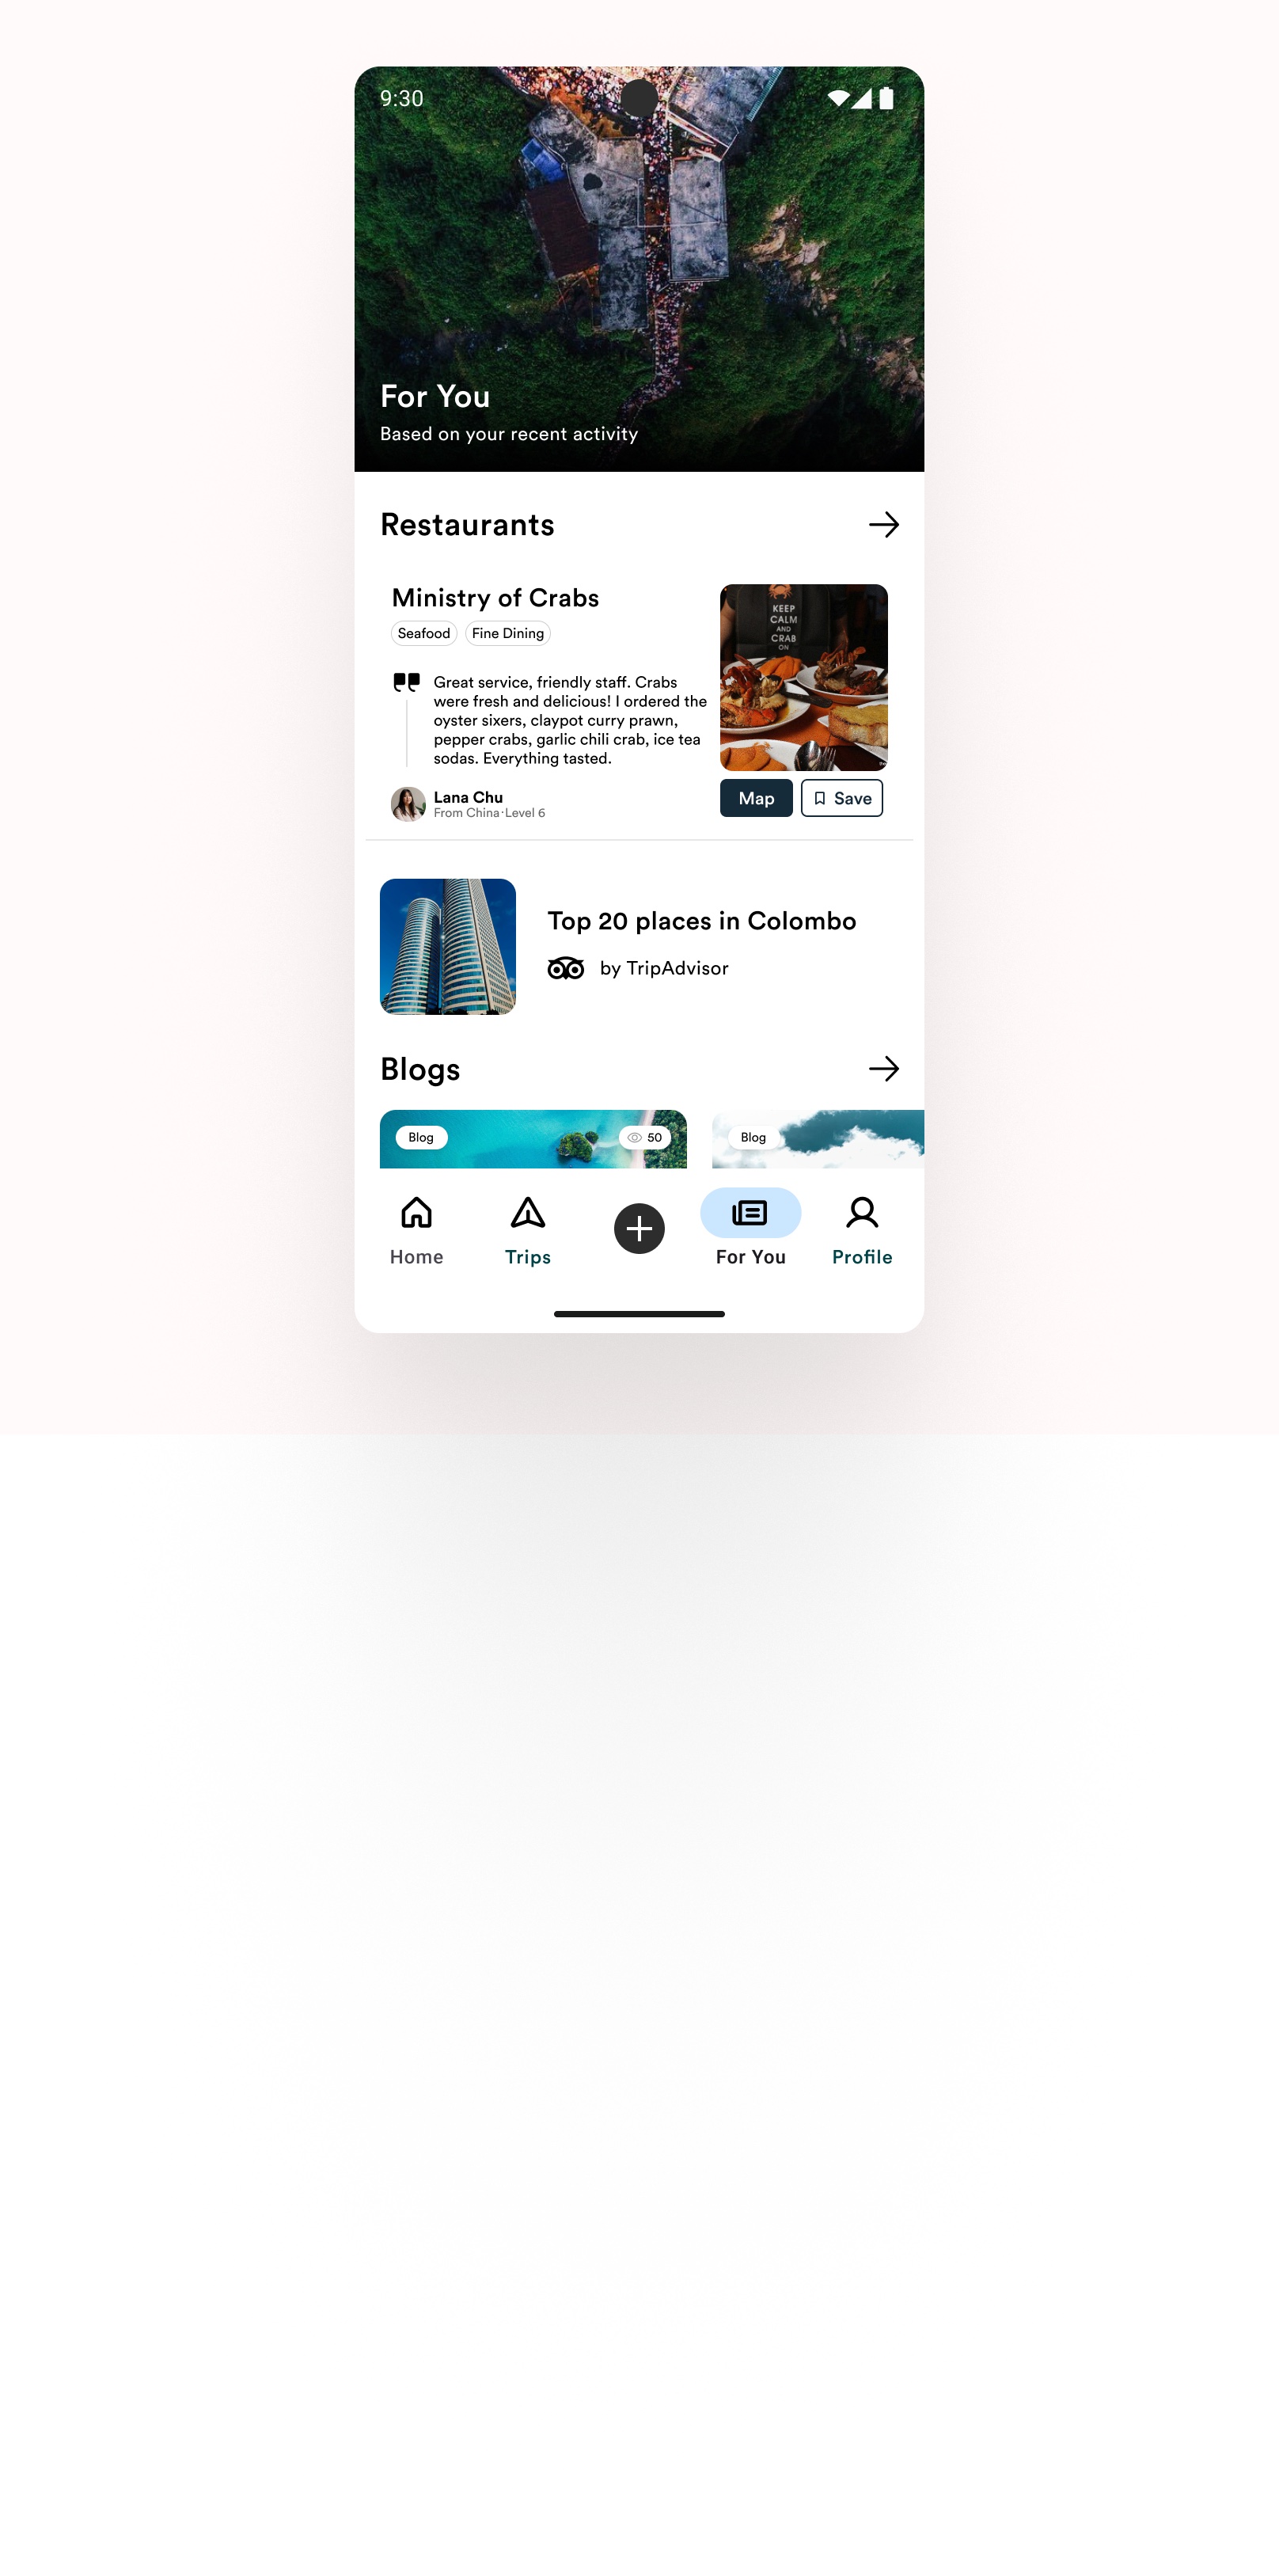 9:30
For You
Based on your recent activity
Restaurants
Ministry of Crabs
Seafood
Fine Dining
Great service, friendly staff. Crabs
were fresh and delicious! I ordered the
oyster sixers, claypot curry prawn,
pepper crabs, garlic chili crab, ice tea
sodas. Everything tasted.
Lana Chu
From China·Level 6
KEEP
CALM
AND
CRAB
ON
Map
Save
Top 20 places in Colombo
by TripAdvisor
Blogs
Blog
50
Blog
Home
Trips
For You
Profile